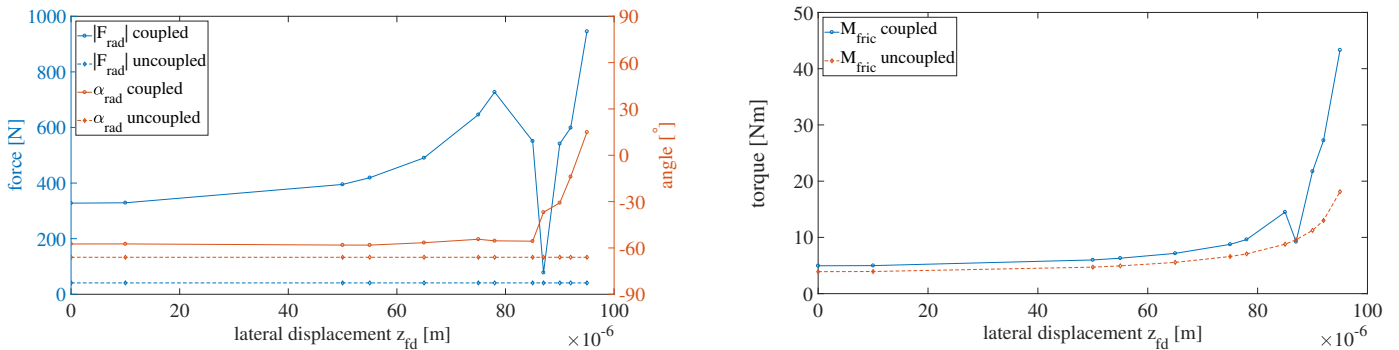 1000
800
600
400
200
0
force [N]
|F_rad| coupled
|F_rad| uncoupled
α_rad coupled
α_rad uncoupled
90
60
30
0
-30
-60
-90
angle [°]
0 20 40 60 80 100
lateral displacement z_fd [m]
×10^-6
50
40
30
20
10
0
torque [Nm]
M_fric coupled
M_fric uncoupled
0 20 40 60 80 100
lateral displacement z_fd [m]
×10^-6